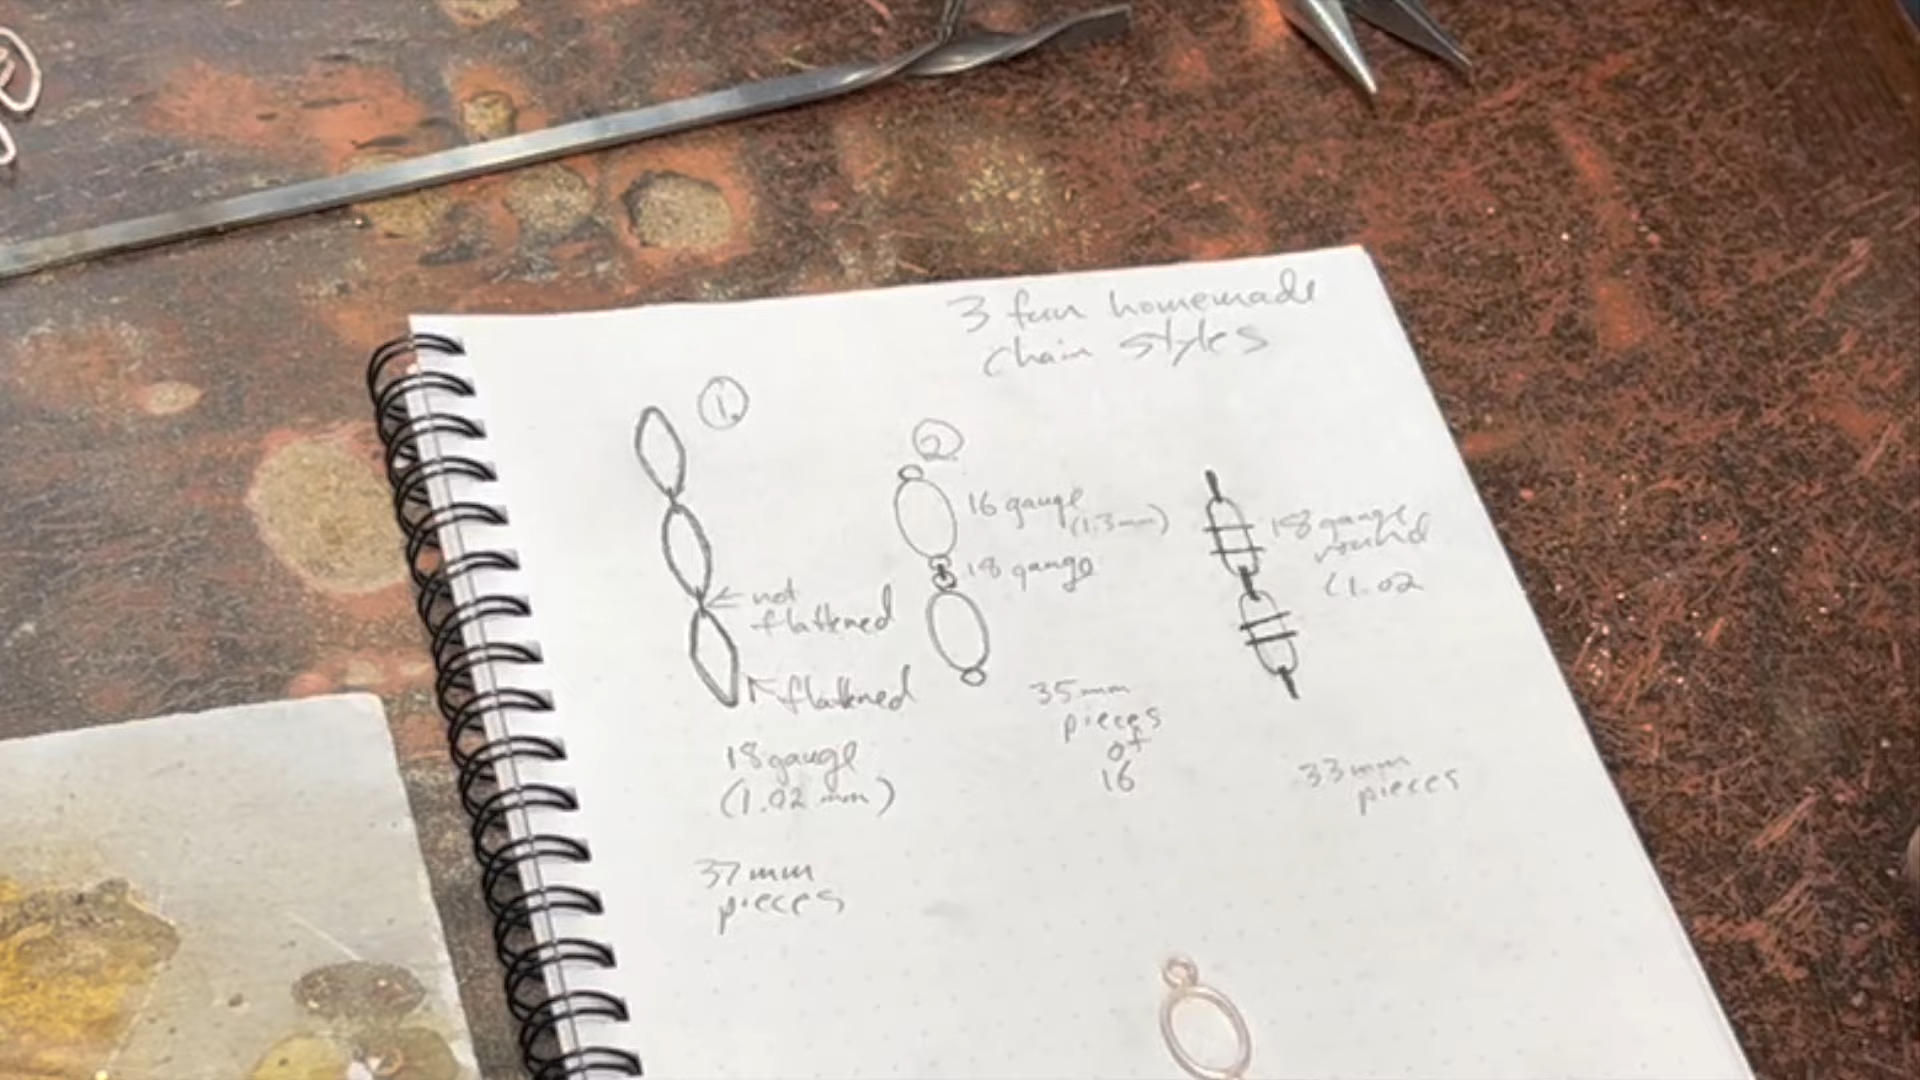 3 fun homemade
chain styles
1.
← not
flattened
↖ flattened
18 gauge
(1.02 mm)
37mm
pieces
2.
16 gauge
(1.3mm)
18 gauge
35mm
pieces
of
16
18 gauge
round
(1.02
33mm
pieces